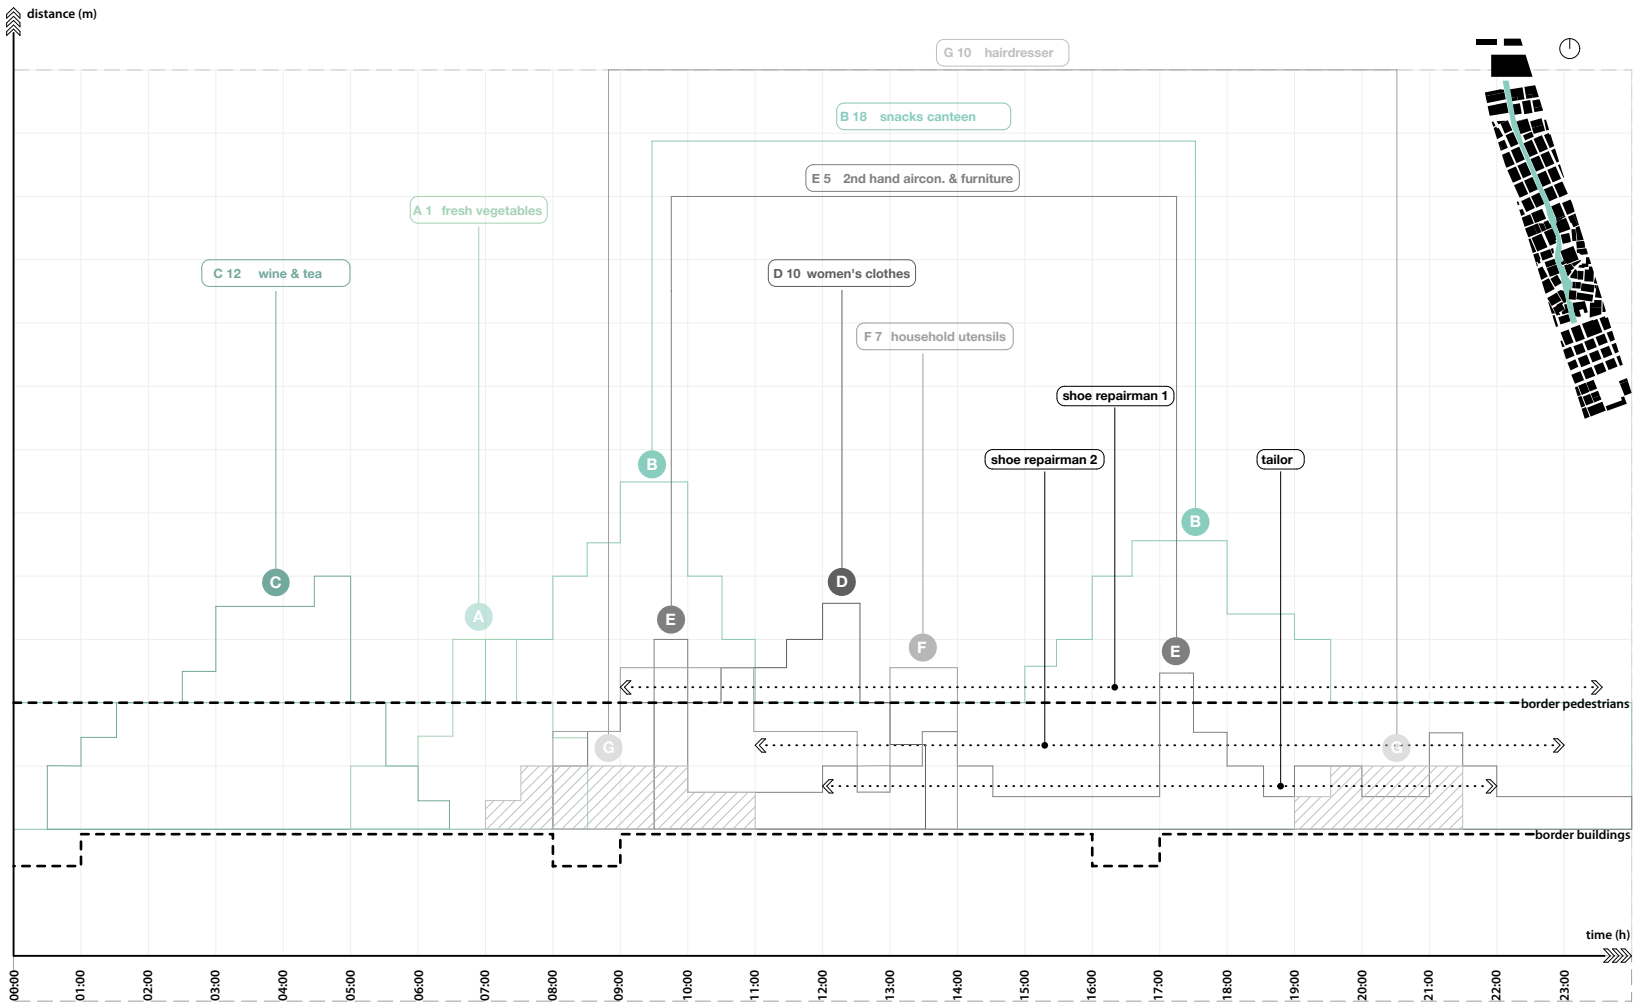 distance (m)
G 10 hairdresser
B 18 snacks canteen
E 5 2nd hand aircon. & furniture
A 1 fresh vegetables
C 12 wine & tea
D 10 women's clothes
F 7 household utensils
shoe repairman 1
shoe repairman 2
tailor
B
B
C
D
A
E
F
E
border pedestrians
G
G
border buildings
time (h)
00:00
01:00
02:00
03:00
04:00
05:00
06:00
07:00
08:00
09:00
10:00
11:00
12:00
13:00
14:00
15:00
16:00
17:00
18:00
19:00
20:00
21:00
22:00
23:00